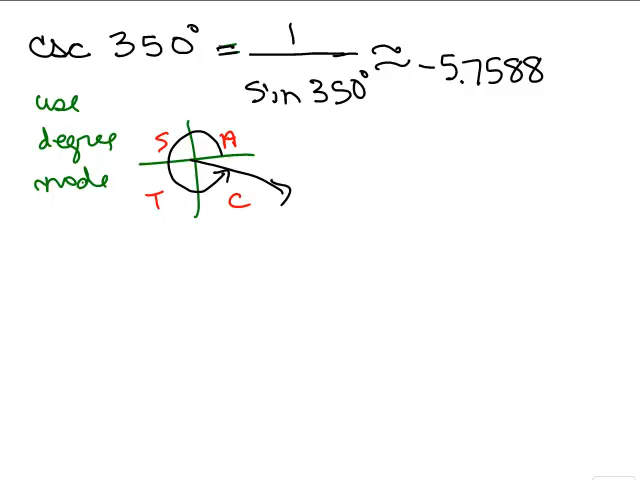 csc 350° = 1 / sin 350° ≈ -5.7588
use
degree
mode
S A
T C